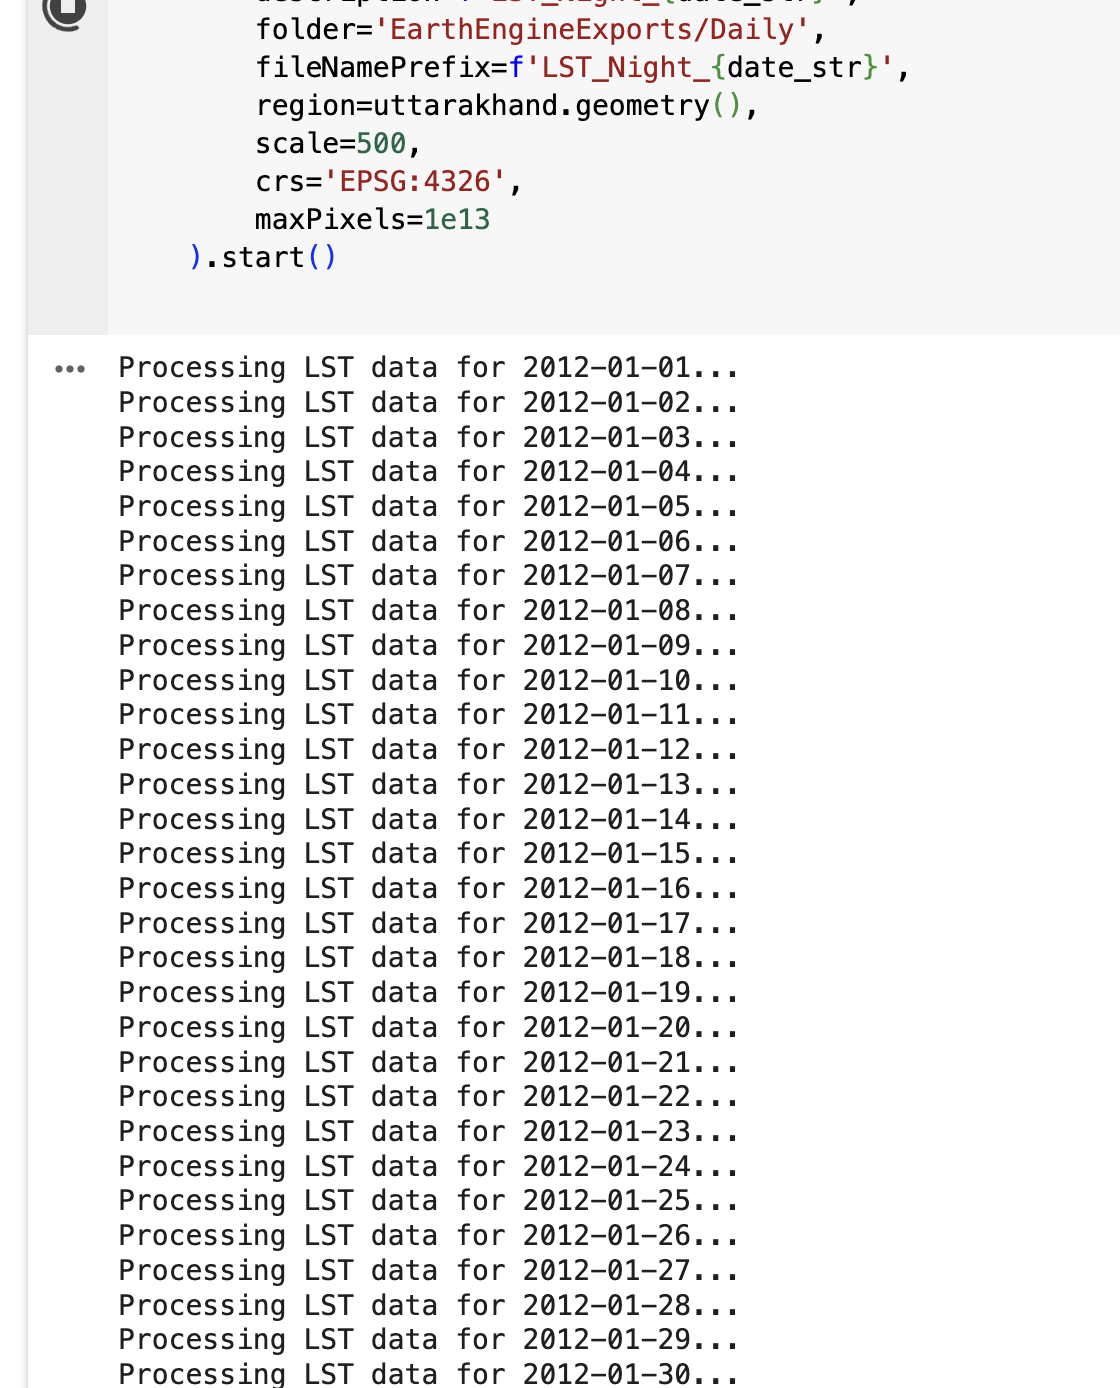 folder='EarthEngineExports/Daily',
fileNamePrefix=f'LST_Night_{date_str}',
region=uttarakhand.geometry(),
scale=500,
crs='EPSG:4326',
maxPixels=1e13
).start()
Processing LST data for 2012-01-01...
Processing LST data for 2012-01-02...
Processing LST data for 2012-01-03...
Processing LST data for 2012-01-04...
Processing LST data for 2012-01-05...
Processing LST data for 2012-01-06...
Processing LST data for 2012-01-07...
Processing LST data for 2012-01-08...
Processing LST data for 2012-01-09...
Processing LST data for 2012-01-10...
Processing LST data for 2012-01-11...
Processing LST data for 2012-01-12...
Processing LST data for 2012-01-13...
Processing LST data for 2012-01-14...
Processing LST data for 2012-01-15...
Processing LST data for 2012-01-16...
Processing LST data for 2012-01-17...
Processing LST data for 2012-01-18...
Processing LST data for 2012-01-19...
Processing LST data for 2012-01-20...
Processing LST data for 2012-01-21...
Processing LST data for 2012-01-22...
Processing LST data for 2012-01-23...
Processing LST data for 2012-01-24...
Processing LST data for 2012-01-25...
Processing LST data for 2012-01-26...
Processing LST data for 2012-01-27...
Processing LST data for 2012-01-28...
Processing LST data for 2012-01-29...
Processing LST data for 2012-01-30...